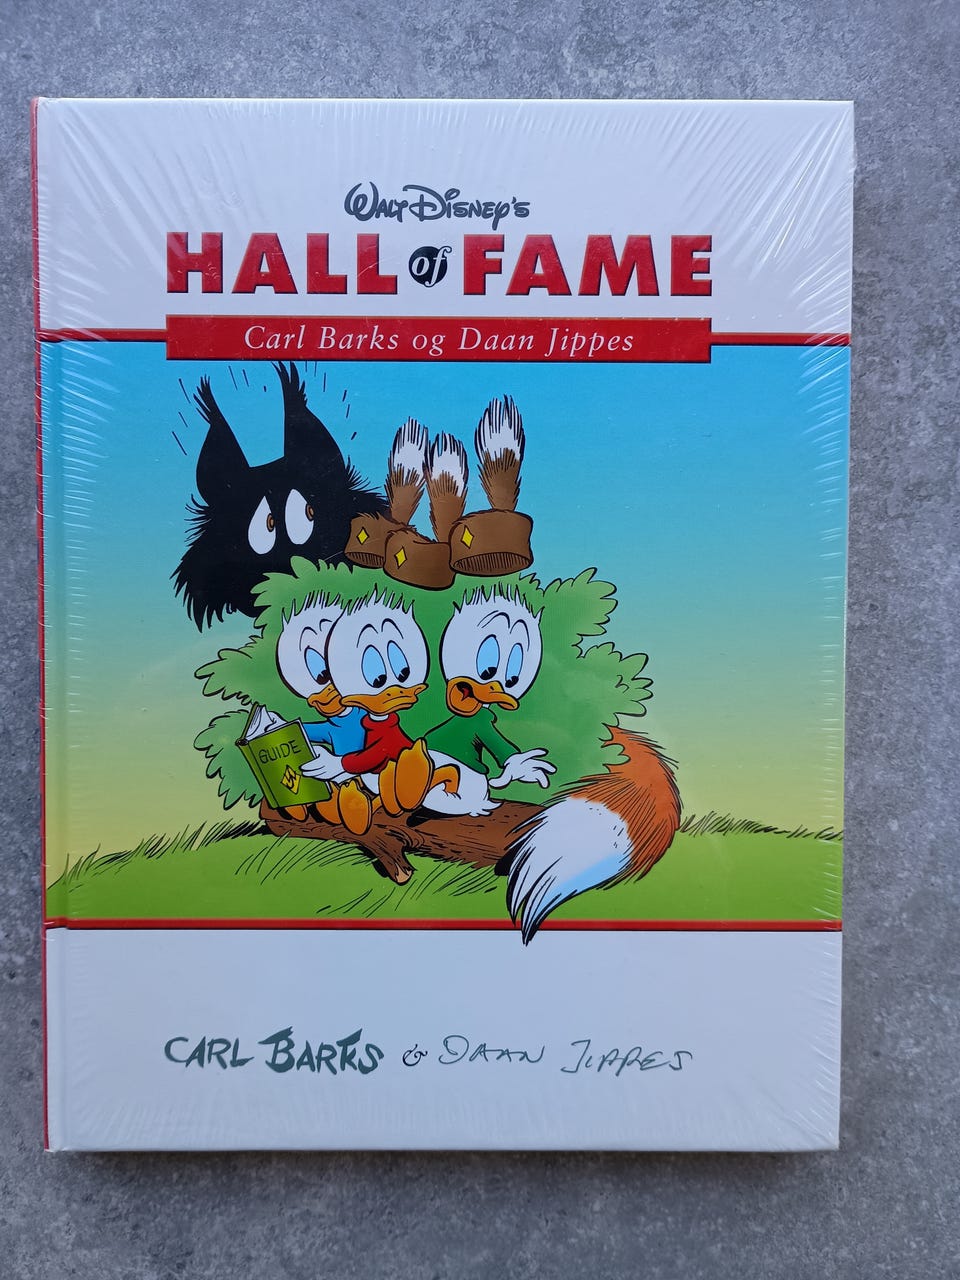 WALT DISNEY'S
HALL of FAME
Carl Barks og Daan Jippes
GUIDE
CARL BARKS & DAAN JIPPES